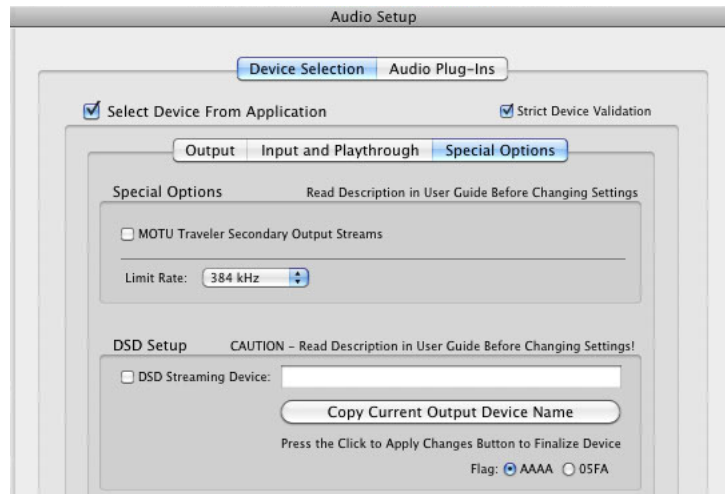 Audio Setup
Device Selection Audio Plug-Ins
Select Device From Application Strict Device Validation
Output Input and Playthrough Special Options
Special Options Read Description in User Guide Before Changing Settings
MOTU Traveler Secondary Output Streams
Limit Rate: 384 kHz
DSD Setup CAUTION – Read Description in User Guide Before Changing Settings!
DSD Streaming Device:
Copy Current Output Device Name
Press the Click to Apply Changes Button to Finalize Device
Flag: AAAA 05FA